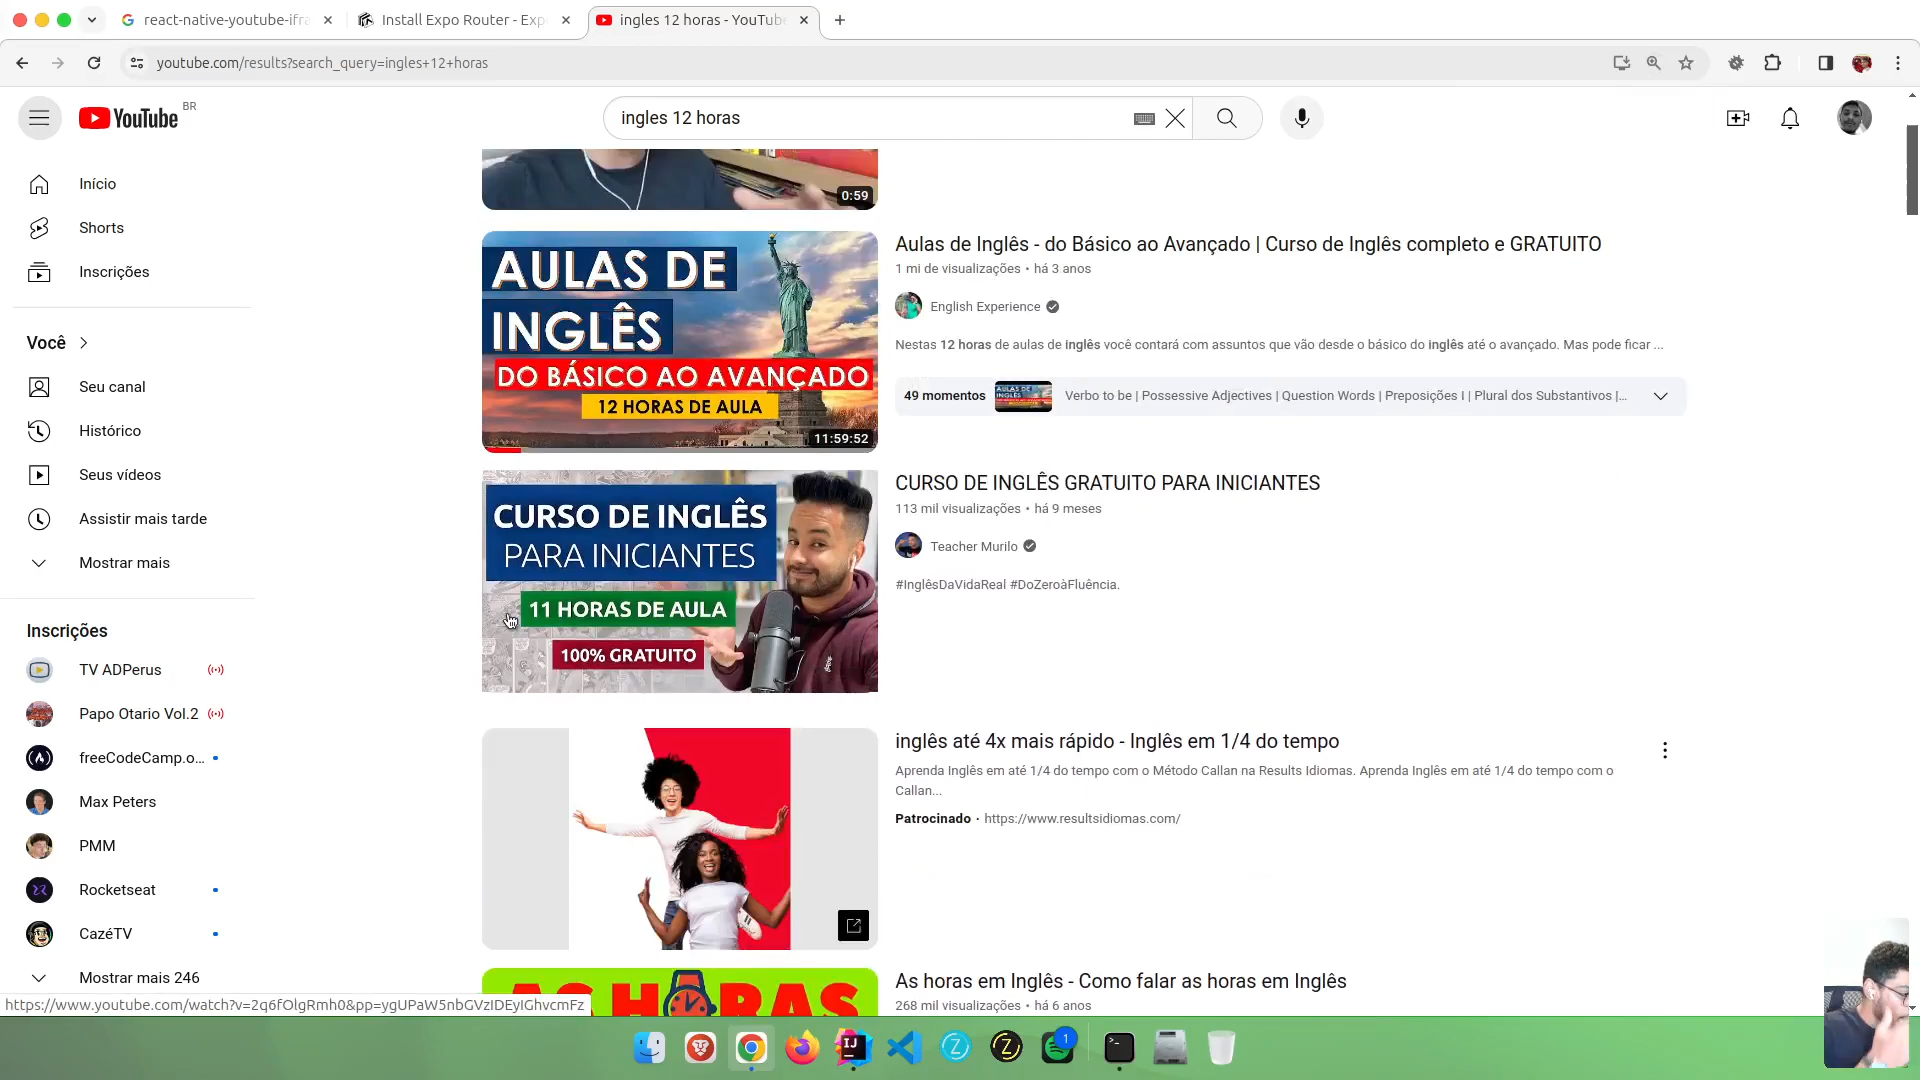 react-native-youtube-ifra
Install Expo Router - Exp
ingles 12 horas - YouTube
youtube.com/results?search_query=ingles+12+horas
YouTube BR
ingles 12 horas
Início
Shorts
Inscrições
Você
Seu canal
Histórico
Seus vídeos
Assistir mais tarde
Mostrar mais
Inscrições
TV ADPerus
Papo Otario Vol.2
freeCodeCamp.o...
Max Peters
PMM
Rocketseat
CazéTV
Mostrar mais 246
0:59
AULAS DE
INGLÊS
DO BÁSICO AO AVANÇADO
12 HORAS DE AULA
11:59:52
Aulas de Inglês - do Básico ao Avançado | Curso de Inglês completo e GRATUITO
1 mi de visualizações • há 3 anos
English Experience
Nestas 12 horas de aulas de inglês você contará com assuntos que vão desde o básico do inglês até o avançado. Mas pode ficar ...
49 momentos
Verbo to be | Possessive Adjectives | Question Words | Preposições I | Plural dos Substantivos |...
CURSO DE INGLÊS
PARA INICIANTES
11 HORAS DE AULA
100% GRATUITO
CURSO DE INGLÊS GRATUITO PARA INICIANTES
113 mil visualizações • há 9 meses
Teacher Murilo
#InglêsDaVidaReal #DoZeroàFluência.
inglês até 4x mais rápido - Inglês em 1/4 do tempo
Aprenda Inglês em até 1/4 do tempo com o Método Callan na Results Idiomas. Aprenda Inglês em até 1/4 do tempo com o
Callan...
Patrocinado · https://www.resultsidiomas.com/
AS HORAS
As horas em Inglês - Como falar as horas em Inglês
268 mil visualizações • há 6 anos
https://www.youtube.com/watch?v=2q6fOlgRmh0&pp=ygUPaW5nbGVzIDEyIGhvcmFz
IJ
Z
Z
1